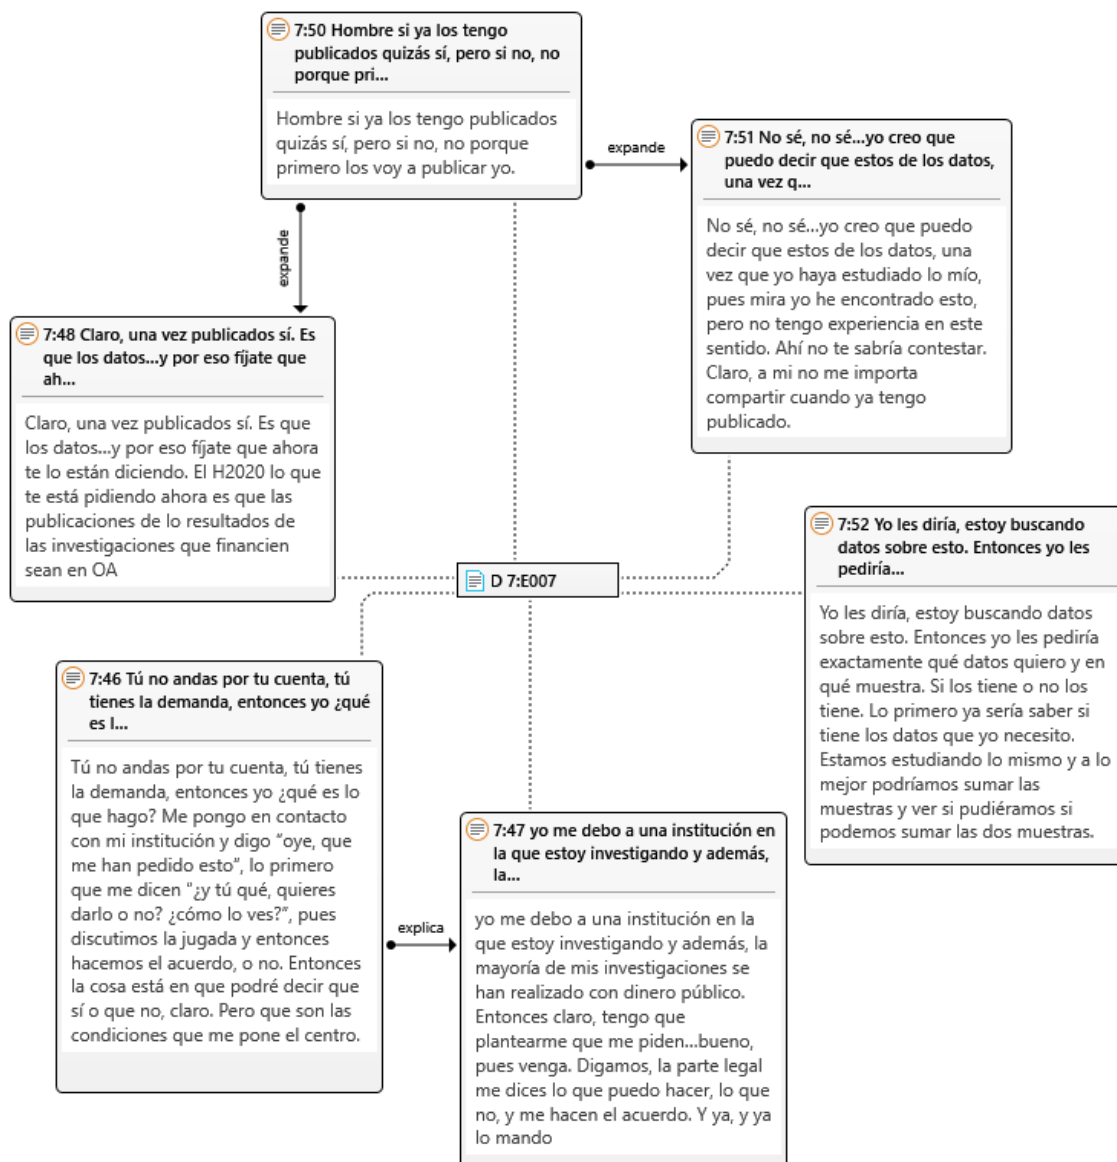 7:50 Hombre si ya los tengo
publicados quizás sí, pero si no, no
porque pri...
Hombre si ya los tengo publicados
quizás sí, pero si no, no porque
primero los voy a publicar yo.
expande
7:51 No sé, no sé...yo creo que
puedo decir que estos de los datos,
una vez q...
No sé, no sé...yo creo que puedo
decir que estos de los datos, una
vez que yo haya estudiado lo mío,
pues mira yo he encontrado esto,
pero no tengo experiencia en este
sentido. Ahí no te sabría contestar.
Claro, a mi no me importa
compartir cuando ya tengo
publicado.
expande
7:48 Claro, una vez publicados sí. Es
que los datos...y por eso fíjate que
ah...
Claro, una vez publicados sí. Es que
los datos...y por eso fíjate que ahora
te lo están diciendo. El H2020 lo que
te está pidiendo ahora es que las
publicaciones de lo resultados de
las investigaciones que financien
sean en OA
D 7:E007
7:52 Yo les diría, estoy buscando
datos sobre esto. Entonces yo les
pediría...
Yo les diría, estoy buscando datos
sobre esto. Entonces yo les pediría
exactamente qué datos quiero y en
qué muestra. Si los tiene o no los
tiene. Lo primero ya sería saber si
tiene los datos que yo necesito.
Estamos estudiando lo mismo y a lo
mejor podríamos sumar las
muestras y ver si pudiéramos si
podemos sumar las dos muestras.
7:46 Tú no andas por tu cuenta, tú
tienes la demanda, entonces yo ¿qué
es l...
Tú no andas por tu cuenta, tú tienes
la demanda, entonces yo ¿qué es lo
que hago? Me pongo en contacto
con mi institución y digo "oye, que
me han pedido esto", lo primero
que me dicen "¿y tú qué, quieres
darlo o no? ¿cómo lo ves?", pues
discutimos la jugada y entonces
hacemos el acuerdo, o no. Entonces
la cosa está en que podré decir que
sí o que no, claro. Pero que son las
condiciones que me pone el centro.
explica
7:47 yo me debo a una institución en
la que estoy investigando y además,
la...
yo me debo a una institución en la
que estoy investigando y además, la
mayoría de mis investigaciones se
han realizado con dinero público.
Entonces claro, tengo que
plantearme que me piden...bueno,
pues venga. Digamos, la parte legal
me dices lo que puedo hacer, lo que
no, y me hacen el acuerdo. Y ya, y ya
lo mando